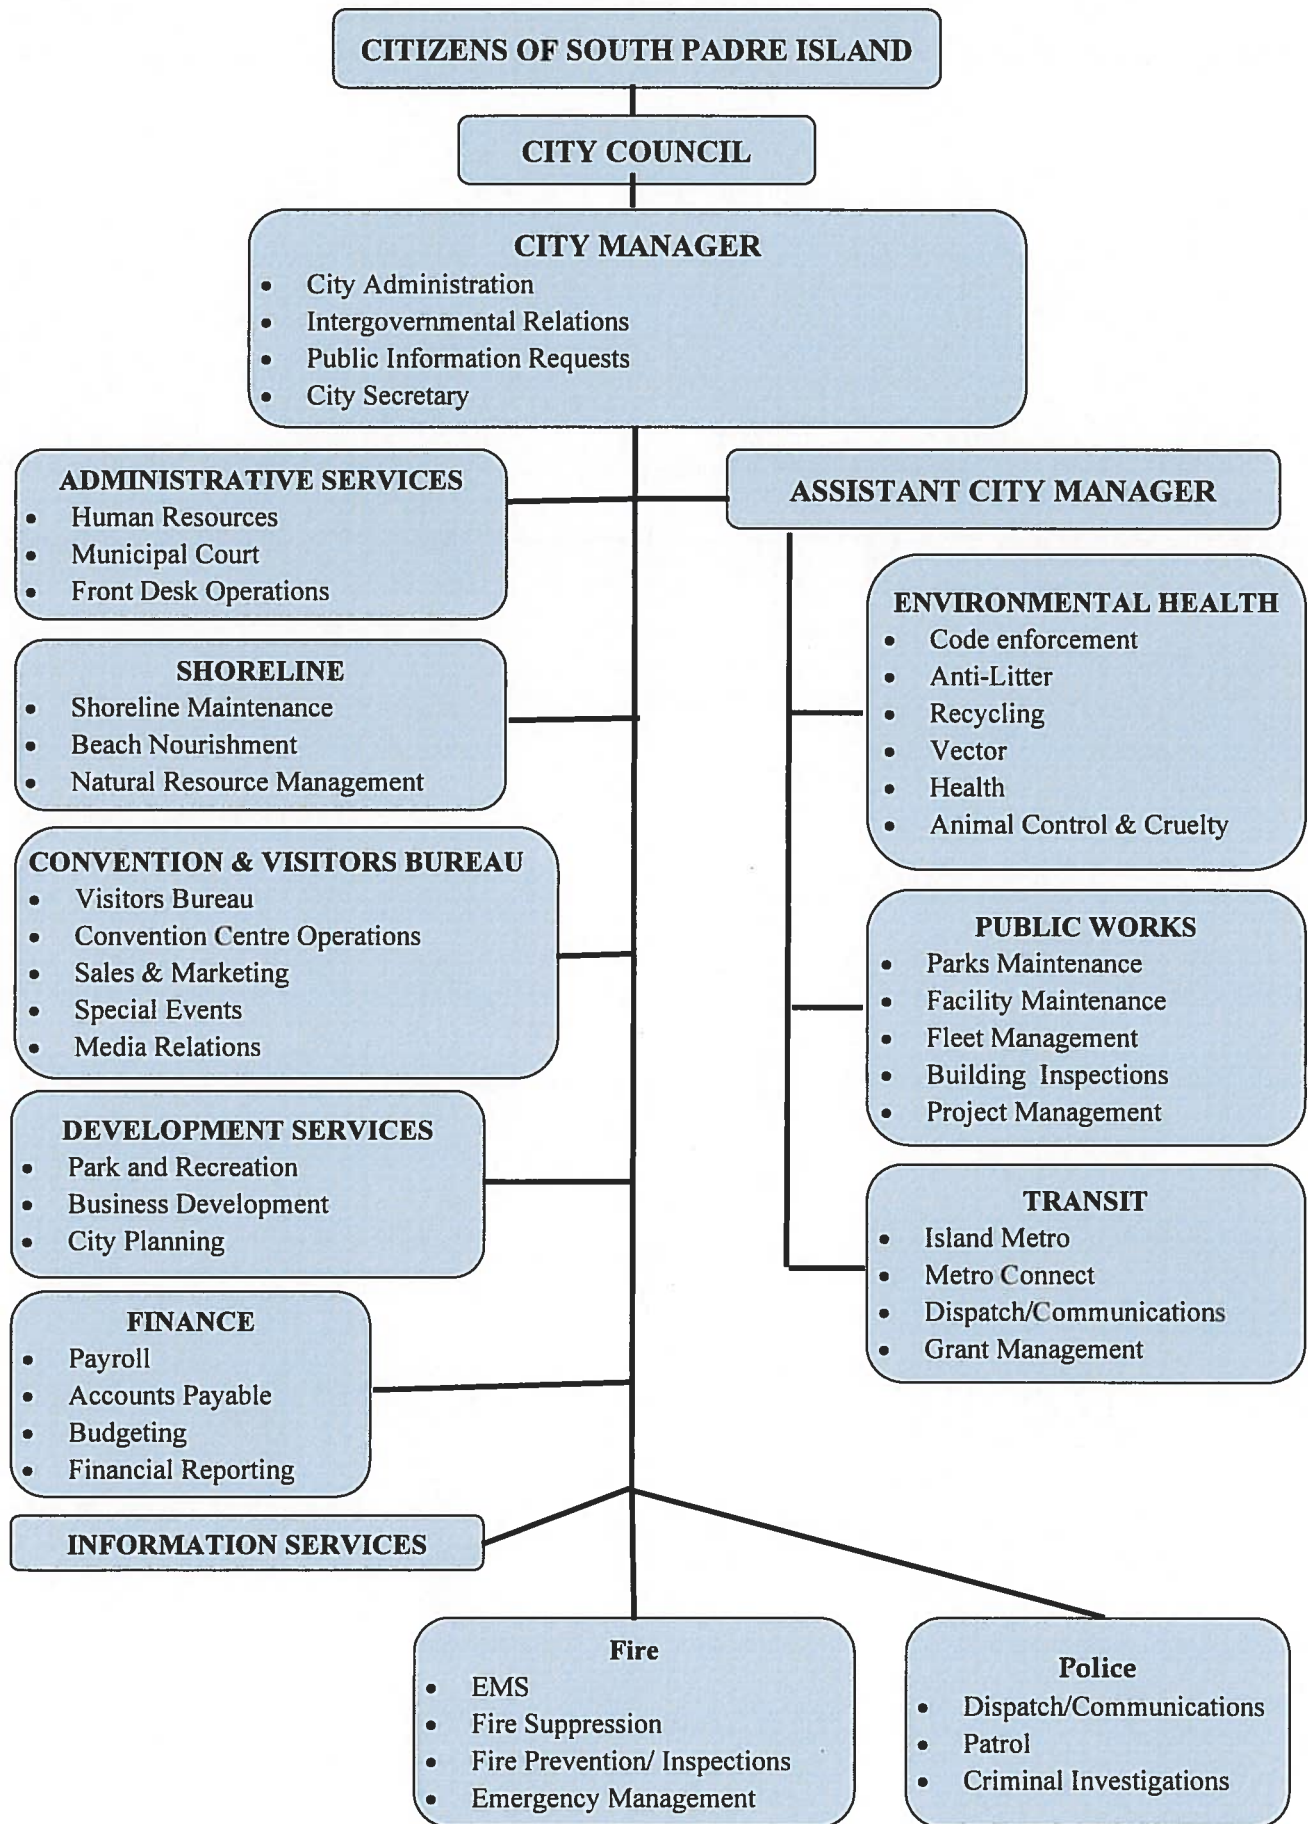 CITIZENS OF SOUTH PADRE ISLAND
CITY COUNCIL
CITY MANAGER
• City Administration
• Intergovernmental Relations
• Public Information Requests
• City Secretary
ADMINISTRATIVE SERVICES
• Human Resources
• Municipal Court
• Front Desk Operations
SHORELINE
• Shoreline Maintenance
• Beach Nourishment
• Natural Resource Management
CONVENTION & VISITORS BUREAU
• Visitors Bureau
• Convention Centre Operations
• Sales & Marketing
• Special Events
• Media Relations
DEVELOPMENT SERVICES
• Park and Recreation
• Business Development
• City Planning
FINANCE
• Payroll
• Accounts Payable
• Budgeting
• Financial Reporting
INFORMATION SERVICES
ASSISTANT CITY MANAGER
ENVIRONMENTAL HEALTH
• Code enforcement
• Anti-Litter
• Recycling
• Vector
• Health
• Animal Control & Cruelty
PUBLIC WORKS
• Parks Maintenance
• Facility Maintenance
• Fleet Management
• Building Inspections
• Project Management
TRANSIT
• Island Metro
• Metro Connect
• Dispatch/Communications
• Grant Management
Fire
• EMS
• Fire Suppression
• Fire Prevention/ Inspections
• Emergency Management
Police
• Dispatch/Communications
• Patrol
• Criminal Investigations